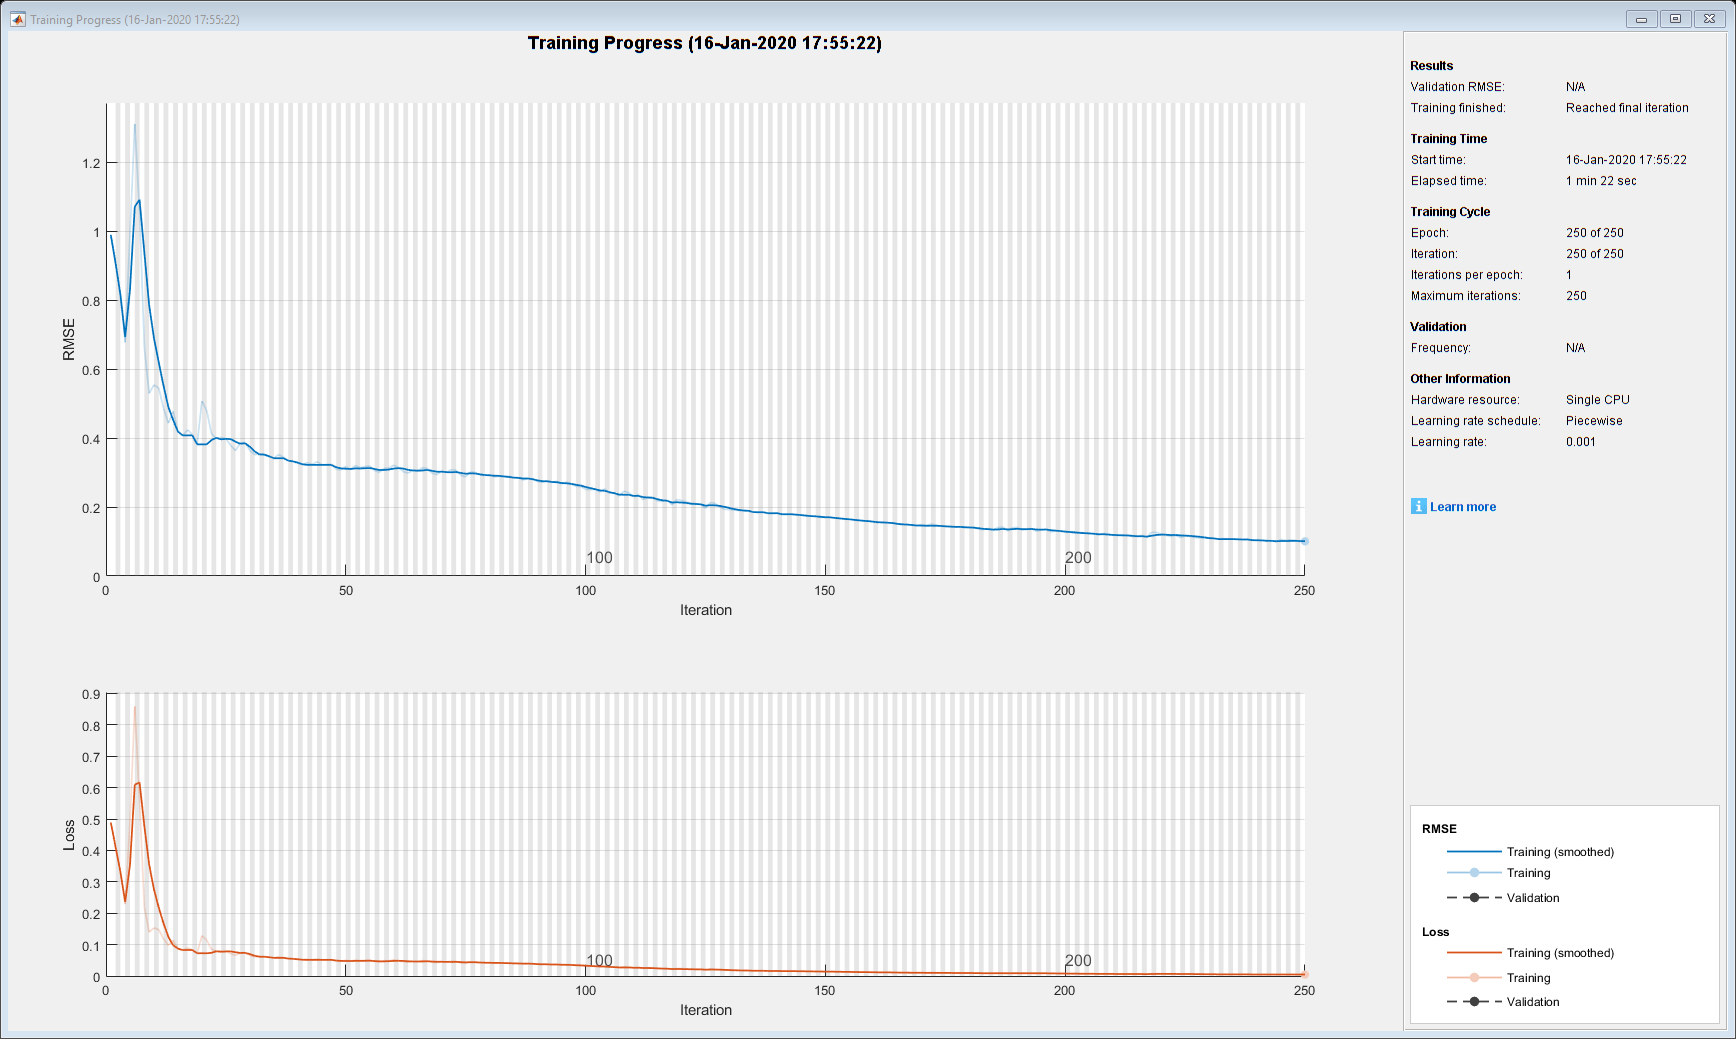 Training Progress (16-Jan-2020 17:55:22)
Training Progress (16-Jan-2020 17:55:22)
1.2
1
0.8
0.6
0.4
0.2
0
RMSE
100
200
0 50 100 150 200 250
Iteration
0.9
0.8
0.7
0.6
0.5
0.4
0.3
0.2
0.1
0
Loss
100
200
0 50 100 150 200 250
Iteration
Results
Validation RMSE: N/A
Training finished: Reached final iteration
Training Time
Start time: 16-Jan-2020 17:55:22
Elapsed time: 1 min 22 sec
Training Cycle
Epoch: 250 of 250
Iteration: 250 of 250
Iterations per epoch: 1
Maximum iterations: 250
Validation
Frequency: N/A
Other Information
Hardware resource: Single CPU
Learning rate schedule: Piecewise
Learning rate: 0.001
i Learn more
RMSE
Training (smoothed)
Training
Validation
Loss
Training (smoothed)
Training
Validation